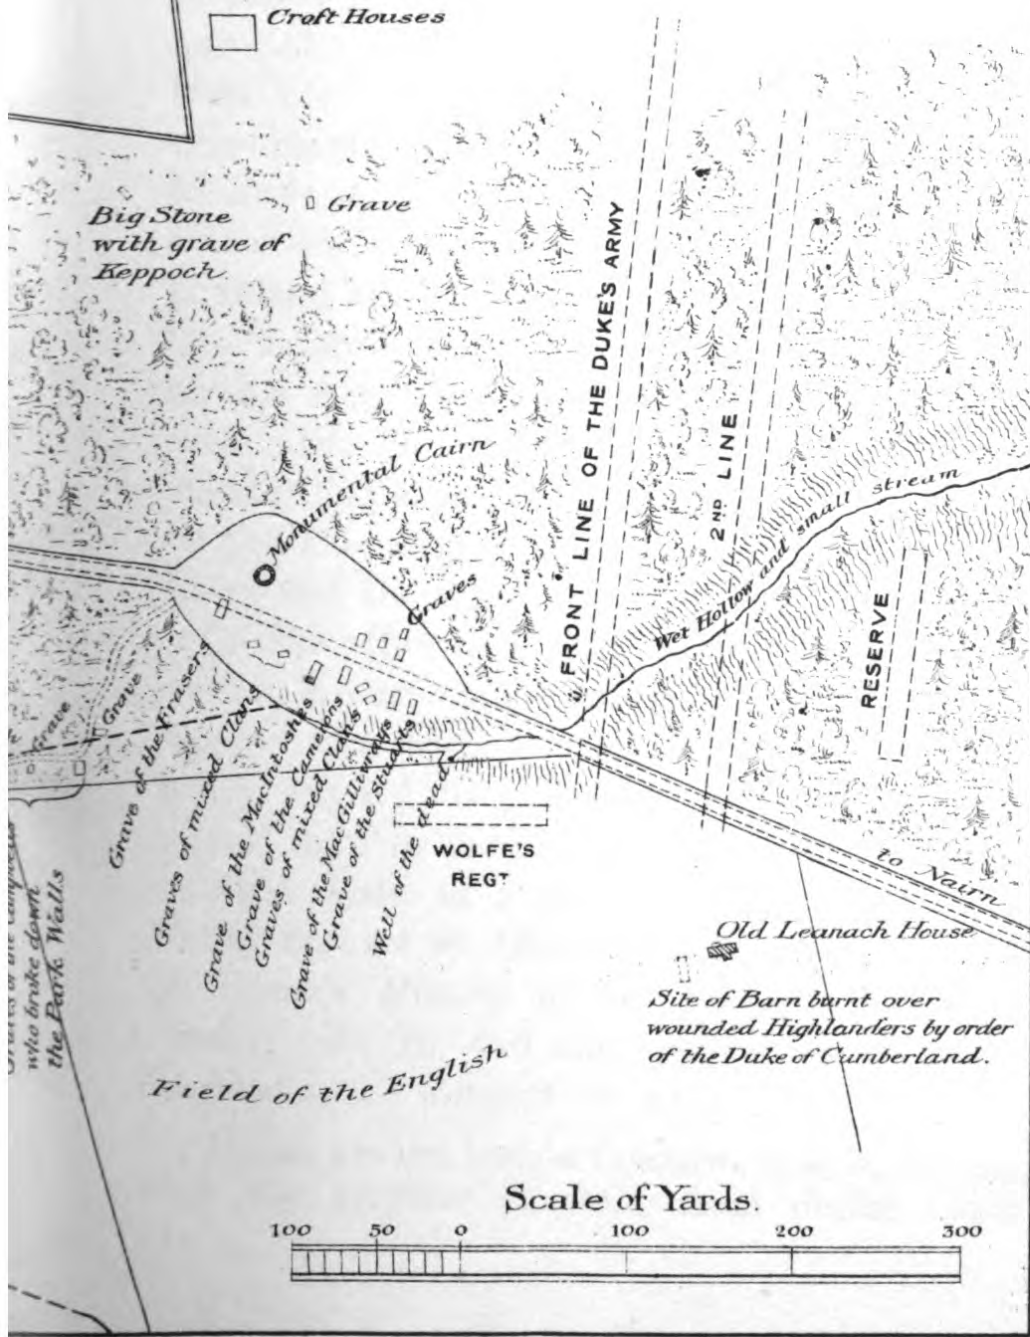 Croft Houses
Grave
Big Stone
with grave of
Keppoch.
FRONT LINE OF THE DUKE'S ARMY
2ND LINE
Monumental Cairn
Wet Hollow and small stream
Graves
RESERVE
Grave
Grave
Grave of the Frasers
Graves of mixed Clans
Grave of the MacIntoshes
Grave of the Camerons
Graves of mixed Clans
Grave of the MacGillivrays
Grave of the Stuarts
Well of the dead
WOLFE'S
REGT
to Nairn
who broke down
the Park Walls
Old Leanach House
Site of Barn burnt over
wounded Highlanders by order
of the Duke of Cumberland.
Field of the English
Scale of Yards.
100 50 0 100 200 300